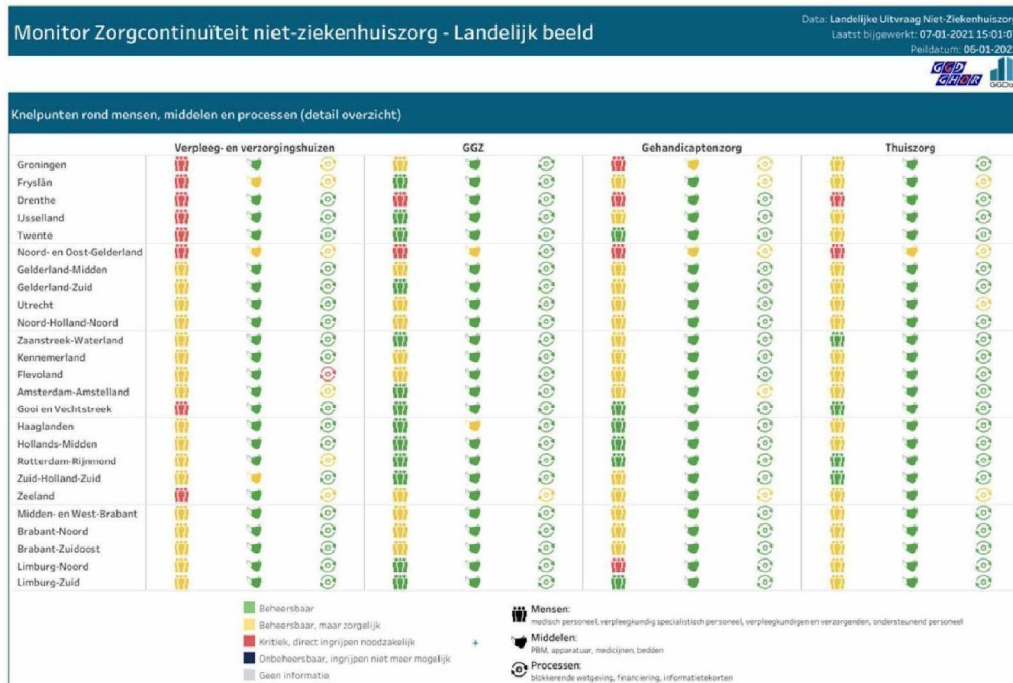 Monitor Zorgcontinuïteit niet-ziekenhuiszorg - Landelijk beeld
Data: Landelijke Uitvraag Niet-Ziekenhuiszorg
Laatst bijgewerkt: 07-01-2021 15:01:07
Peildatum: 06-01-2021
GGD
GHOR
GGDGHOR
Knelpunten rond mensen, middelen en processen (detail overzicht)
Verpleeg- en verzorgingshuizen GGZ Gehandicaptenzorg Thuiszorg
Groningen
Fryslân
Drenthe
IJsselland
Twente
Noord- en Oost-Gelderland
Gelderland-Midden
Gelderland-Zuid
Utrecht
Noord-Holland-Noord
Zaanstreek-Waterland
Kennemerland
Flevoland
Amsterdam-Amstelland
Gooi en Vechtstreek
Haaglanden
Hollands-Midden
Rotterdam-Rijnmond
Zuid-Holland-Zuid
Zeeland
Midden- en West-Brabant
Brabant-Noord
Brabant-Zuidoost
Limburg-Noord
Limburg-Zuid
Beheersbaar
Beheersbaar, maar zorgelijk
Kritiek, direct ingrijpen noodzakelijk
Onbeheersbaar, ingrijpen niet meer mogelijk
Geen informatie
+
Mensen:
medisch personeel, verpleegkundig specialistisch personeel, verpleegkundigen en verzorgenden, ondersteunend personeel
Middelen:
PBM, apparatuur, medicijnen, bedden
Processen:
blokkerende wetgeving, financiering, informatietekorten